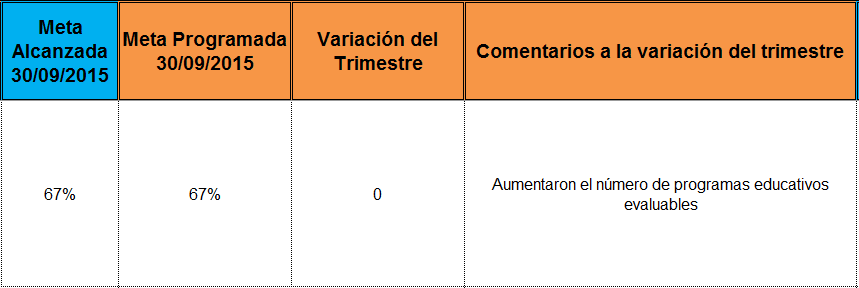 Meta
Alcanzada
30/09/2015
Meta Programada
30/09/2015
Variación del
Trimestre
Comentarios a la variación del trimestre
67%
67%
0
Aumentaron el número de programas educativos
evaluables